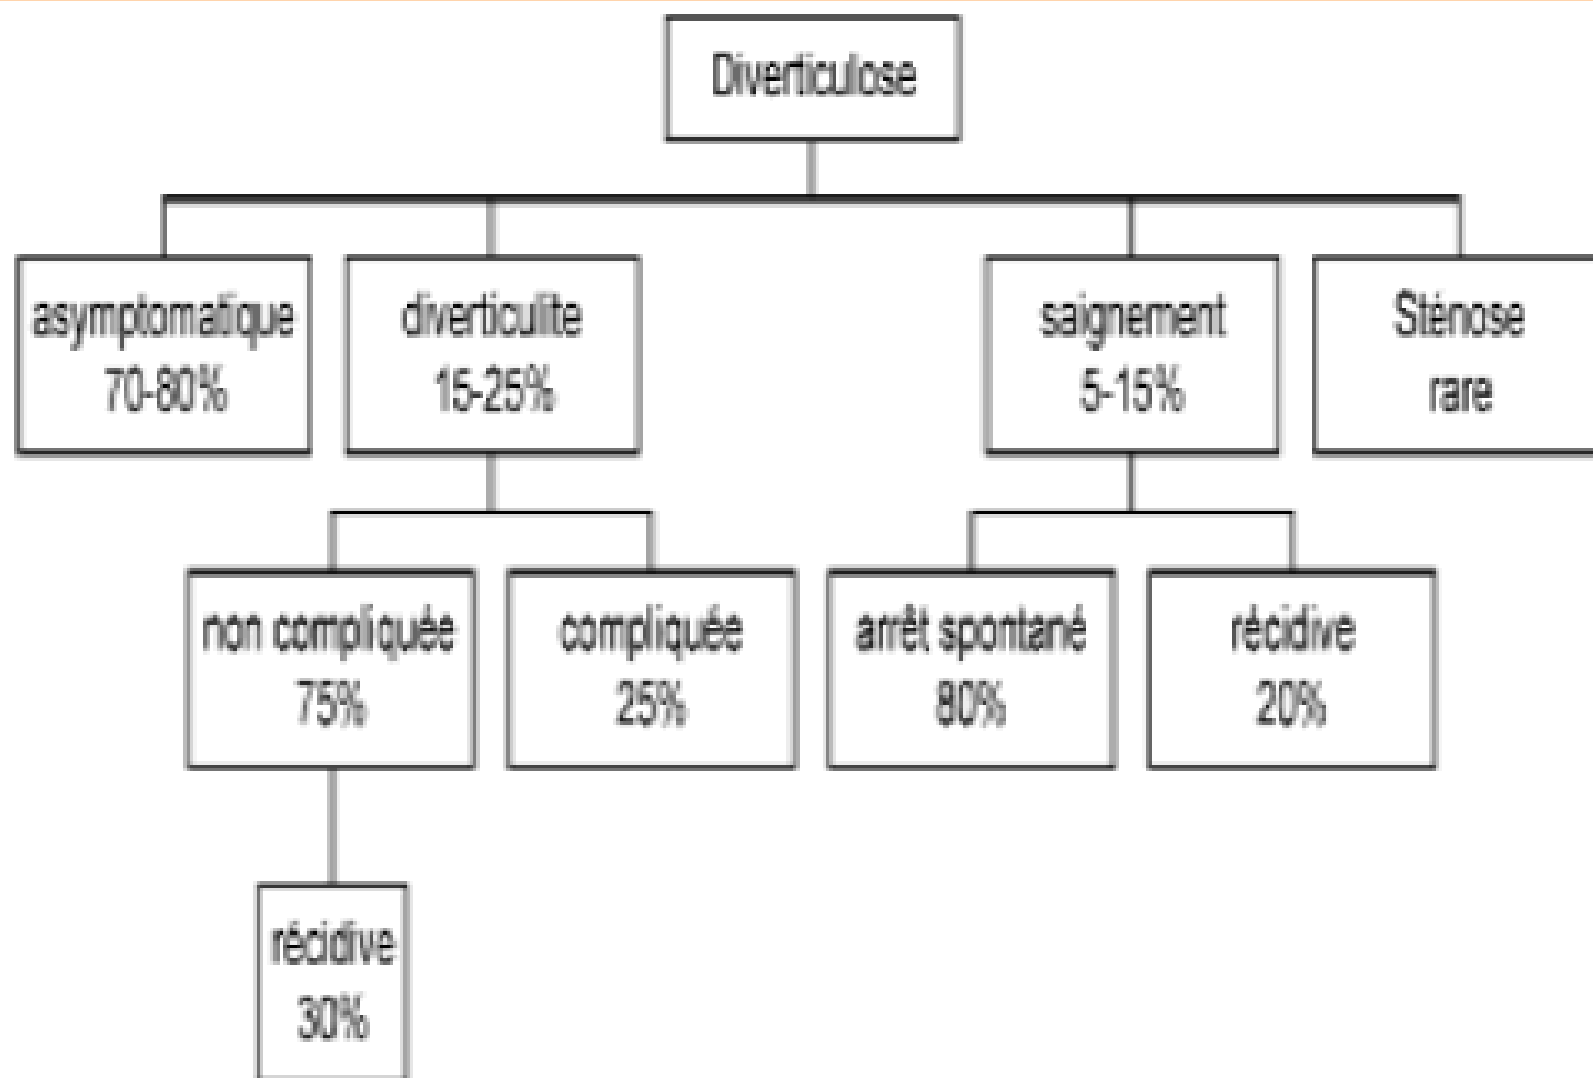 Diverticulose
asymptomatique
70-80%
diverticulite
15-25%
saignement
5-15%
Sténose
rare
non compliquée
75%
compliquée
25%
arrêt spontané
80%
récidive
20%
récidive
30%